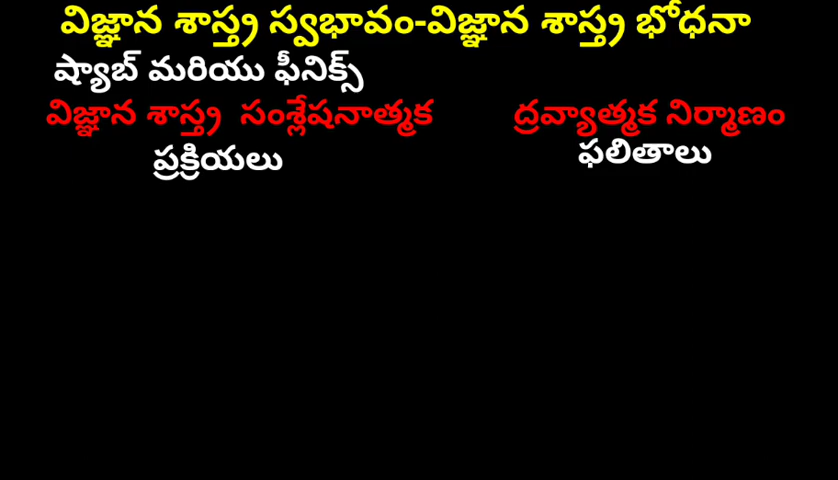 విజ్ఞాన శాస్త్ర స్వభావం-విజ్ఞాన శాస్త్ర భోధనా
ష్యాబ్ మరియు ఫీనిక్స్
విజ్ఞాన శాస్త్ర సంశ్లేషనాత్మక ద్రవ్యాత్మక నిర్మాణం
ప్రక్రియలు ఫలితాలు